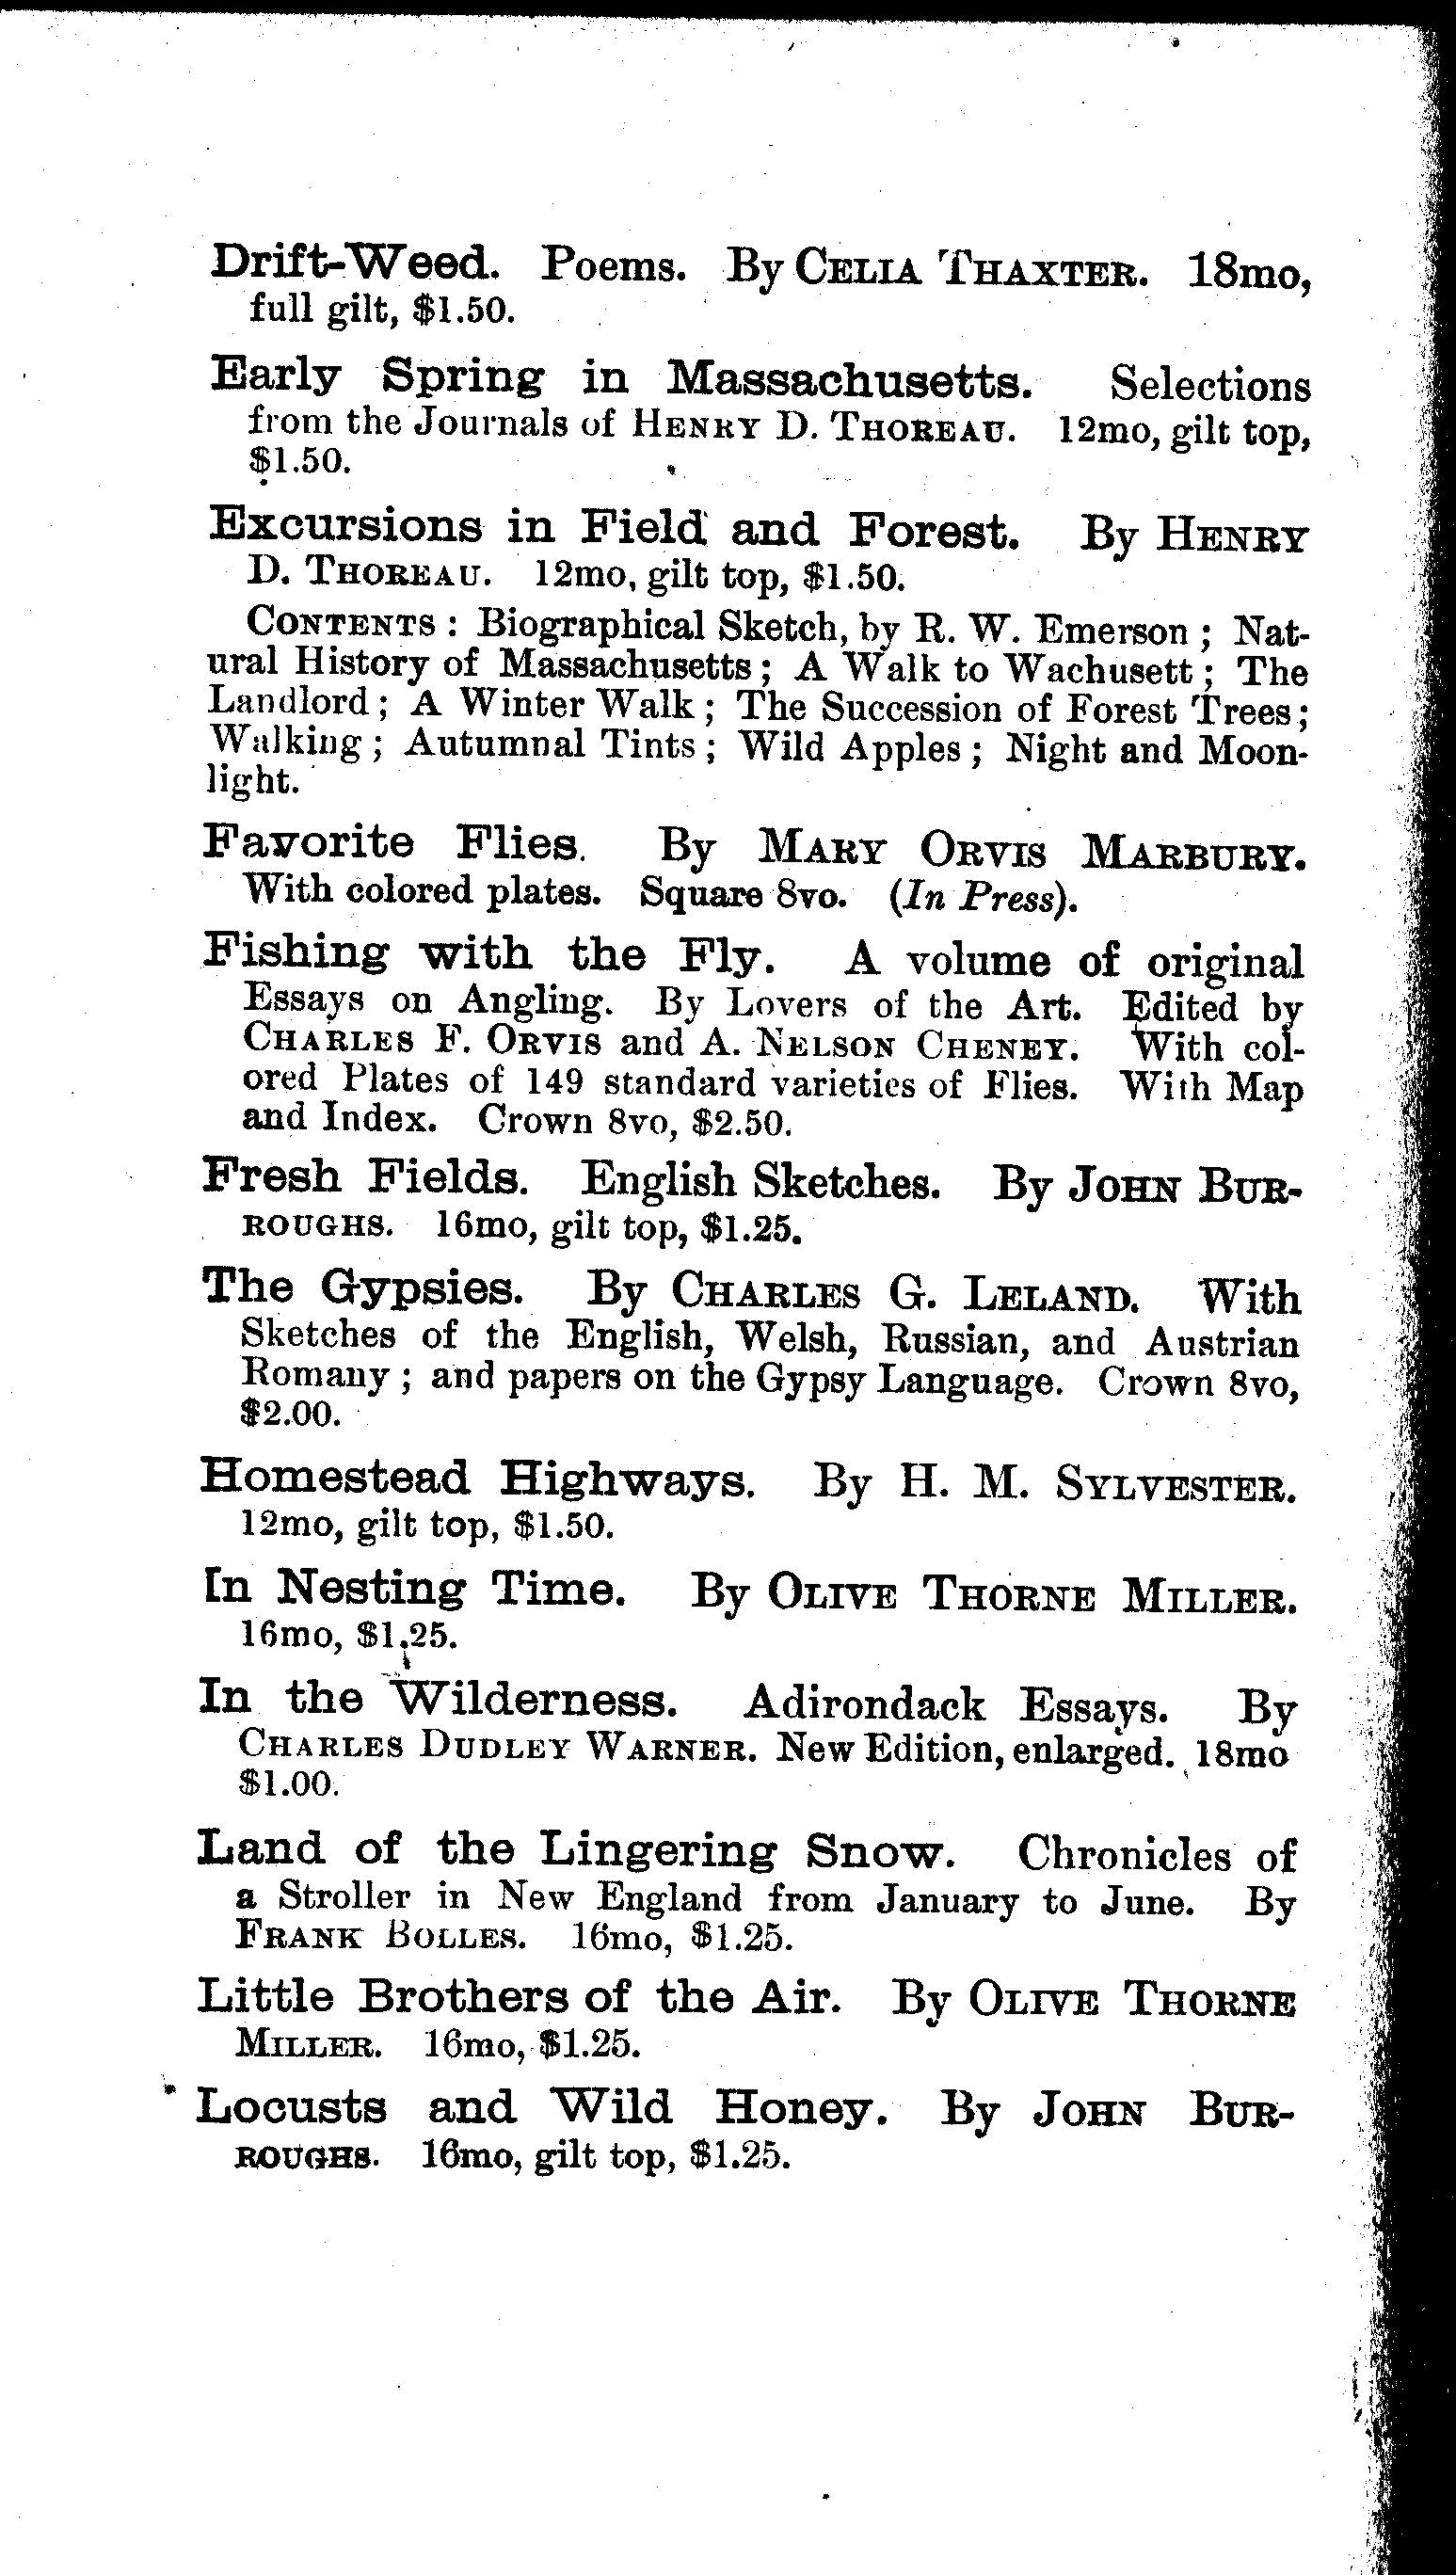 Drift-Weed. Poems. By CELIA THAXTER. 18mo,
full gilt, $1.50.
Early Spring in Massachusetts. Selections
from the Journals of HENRY D. THOREAU. 12mo, gilt top,
$1.50.
Excursions in Field and Forest. By HENRY
D. THOREAU. 12mo, gilt top, $1.50.
CONTENTS : Biographical Sketch, by R. W. Emerson ; Nat-
ural History of Massachusetts ; A Walk to Wachusett ; The
Landlord ; A Winter Walk ; The Succession of Forest Trees ;
Walking ; Autumnal Tints ; Wild Apples ; Night and Moon-
light.
Favorite Flies. By MARY ORVIS MARBURY.
With colored plates. Square 8vo. (In Press).
Fishing with the Fly. A volume of original
Essays on Angling. By Lovers of the Art. Edited by
CHARLES F. ORVIS and A. NELSON CHENEY. With col-
ored Plates of 149 standard varieties of Flies. With Map
and Index. Crown 8vo, $2.50.
Fresh Fields. English Sketches. By JOHN BUR-
ROUGHS. 16mo, gilt top, $1.25.
The Gypsies. By CHARLES G. LELAND. With
Sketches of the English, Welsh, Russian, and Austrian
Romany ; and papers on the Gypsy Language. Crown 8vo,
$2.00.
Homestead Highways. By H. M. SYLVESTER.
12mo, gilt top, $1.50.
In Nesting Time. By OLIVE THORNE MILLER.
16mo, $1.25.
In the Wilderness. Adirondack Essays. By
CHARLES DUDLEY WARNER. New Edition, enlarged. 18mo
$1.00.
Land of the Lingering Snow. Chronicles of
a Stroller in New England from January to June. By
FRANK BOLLES. 16mo, $1.25.
Little Brothers of the Air. By OLIVE THORNE
MILLER. 16mo, $1.25.
Locusts and Wild Honey. By JOHN BUR-
ROUGHS. 16mo, gilt top, $1.25.